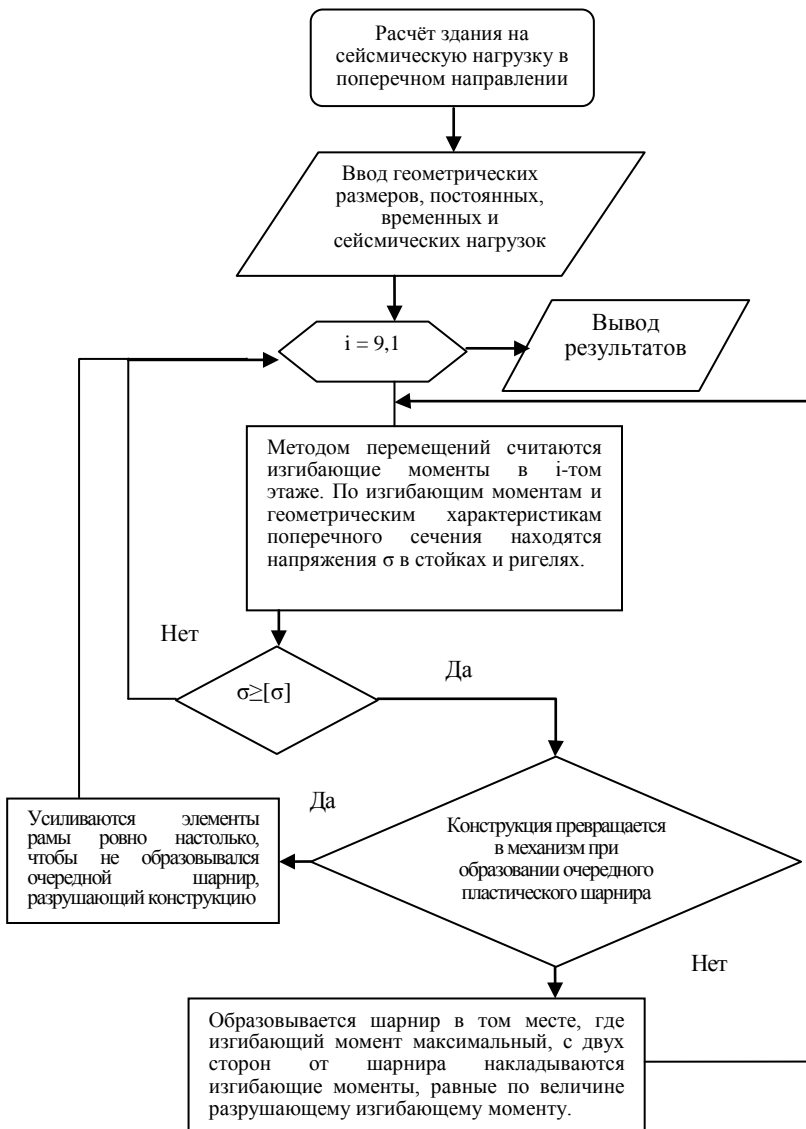 Расчёт здания на
сейсмическую нагрузку в
поперечном направлении
Ввод геометрических
размеров, постоянных,
временных и
сейсмических нагрузок
i = 9,1
Вывод
результатов
Методом перемещений считаются
изгибающие моменты в i-том
этаже. По изгибающим моментам и
геометрическим характеристикам
поперечного сечения находятся
напряжения σ в стойках и ригелях.
Нет
σ≥[σ]
Да
Да
Усиливаются элементы
рамы ровно настолько,
чтобы не образовывался
очередной шарнир,
разрушающий конструкцию
Конструкция превращается
в механизм при
образовании очередного
пластического шарнира
Нет
Образовывается шарнир в том месте, где
изгибающий момент максимальный, с двух
сторон от шарнира накладываются
изгибающие моменты, равные по величине
разрушающему изгибающему моменту.